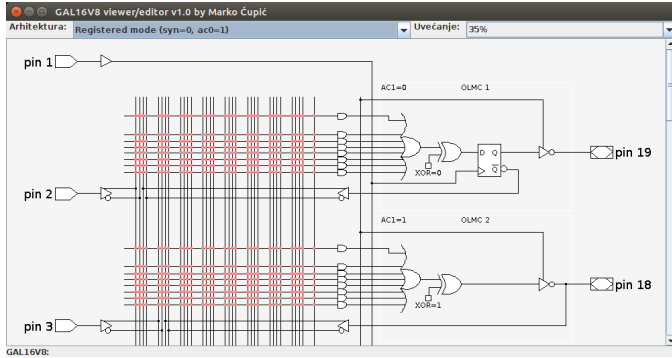 GAL16V8 viewer/editor v1.0 by Marko Čupić
Arhitektura: Registered mode (syn=0, ac0=1) Uvećanje: 35%
pin 1
AC1=0 OLMC 1
D Q
pin 19
Q
XOR=0
pin 2
AC1=1 OLMC 2
pin 18
XOR=1
pin 3
GAL16V8: